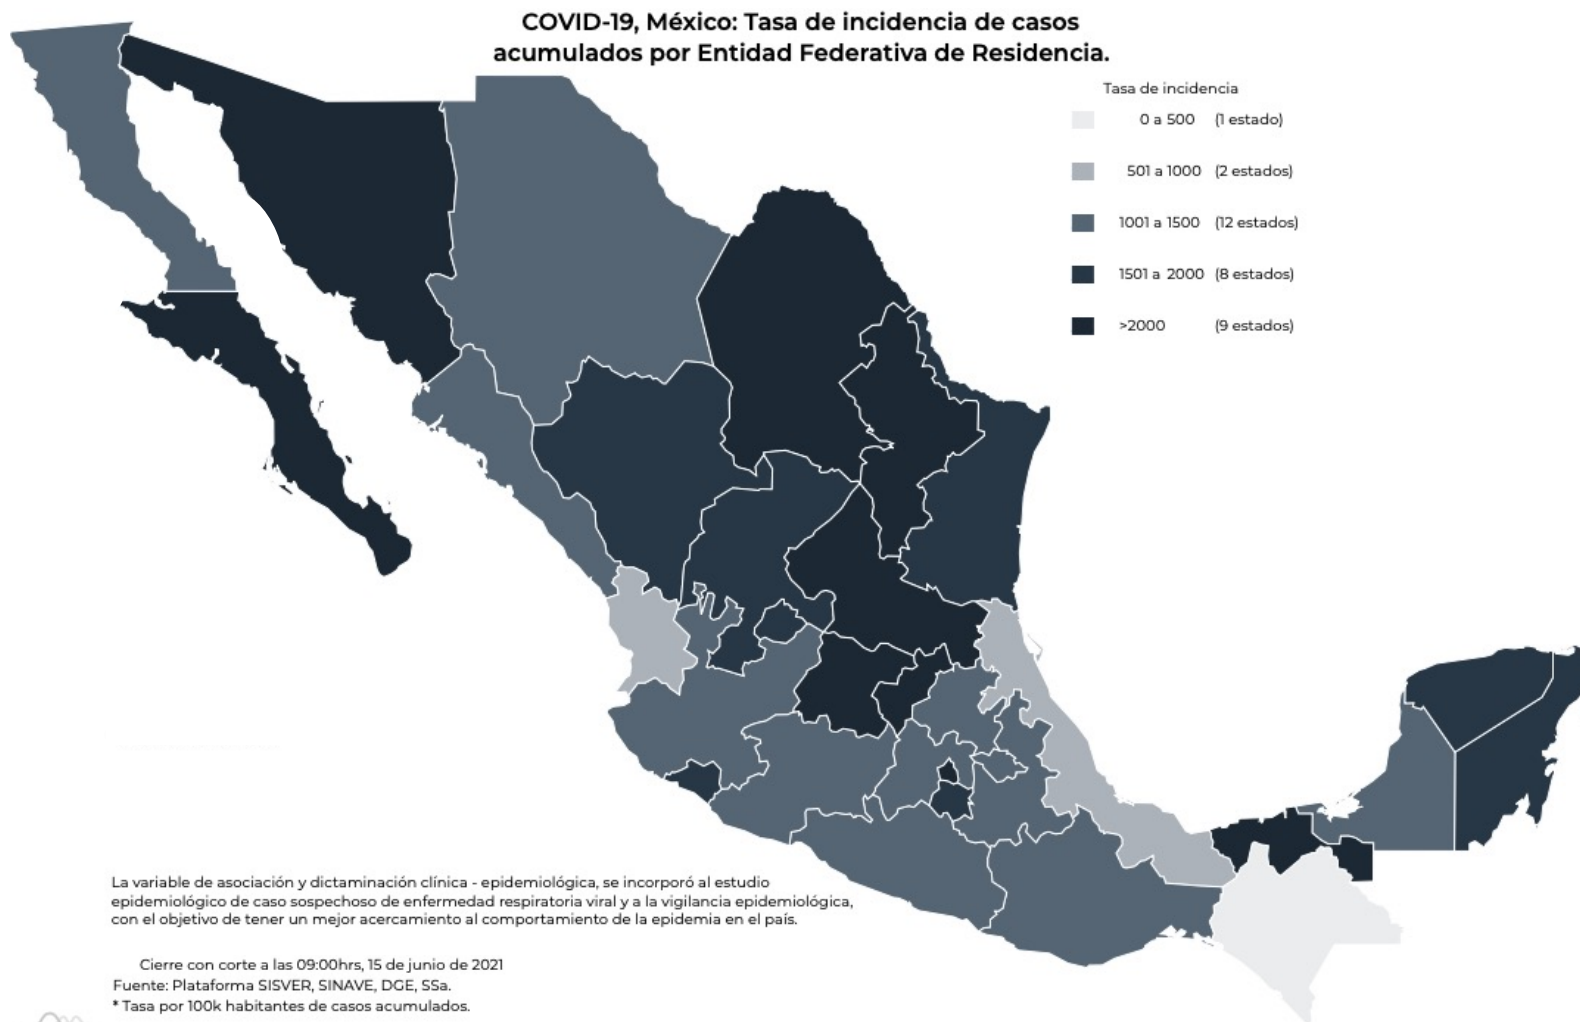 COVID-19, México: Tasa de incidencia de casos
acumulados por Entidad Federativa de Residencia.
Tasa de incidencia
0 a 500 (1 estado)
501 a 1000 (2 estados)
1001 a 1500 (12 estados)
1501 a 2000 (8 estados)
>2000 (9 estados)
La variable de asociación y dictaminación clínica - epidemiológica, se incorporó al estudio
epidemiológico de caso sospechoso de enfermedad respiratoria viral y a la vigilancia epidemiológica,
con el objetivo de tener un mejor acercamiento al comportamiento de la epidemia en el país.
Cierre con corte a las 09:00hrs, 15 de junio de 2021
Fuente: Plataforma SISVER, SINAVE, DGE, SSa.
* Tasa por 100k habitantes de casos acumulados.